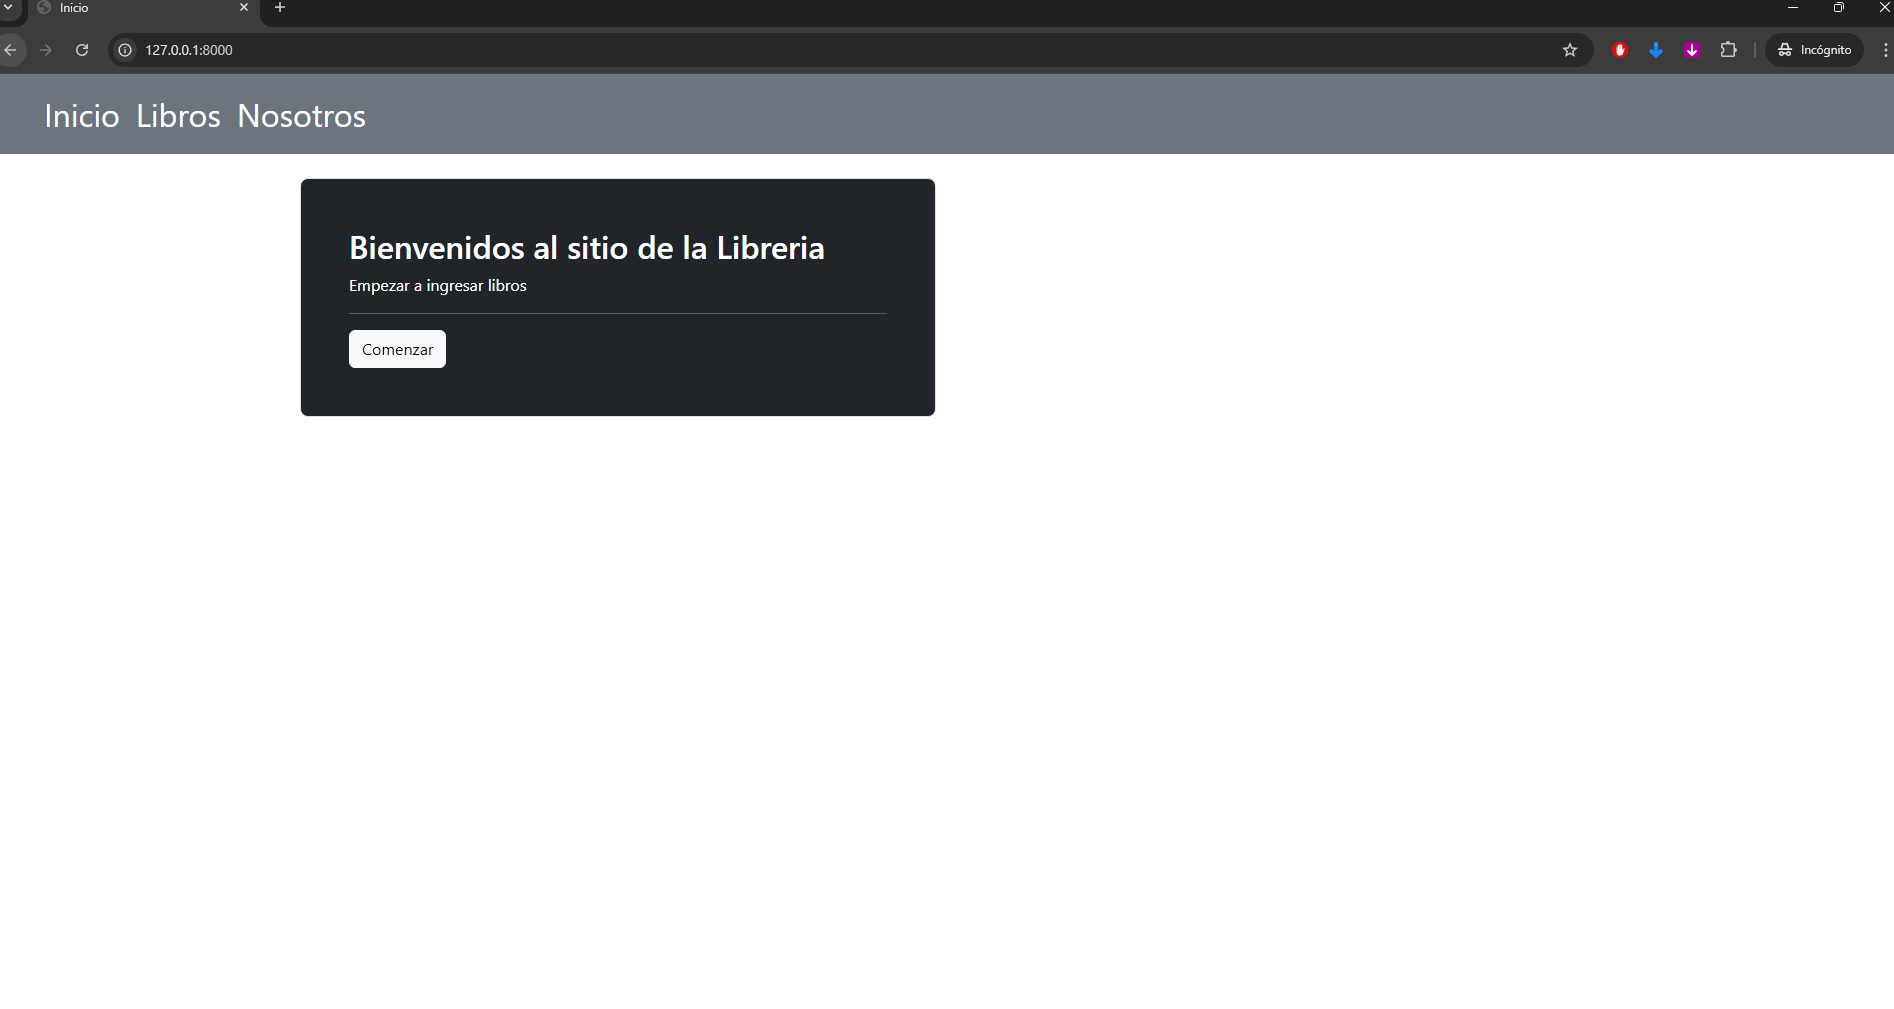 Inicio
127.0.0.1:8000
Incógnito
Inicio Libros Nosotros
Bienvenidos al sitio de la Libreria
Empezar a ingresar libros
Comenzar